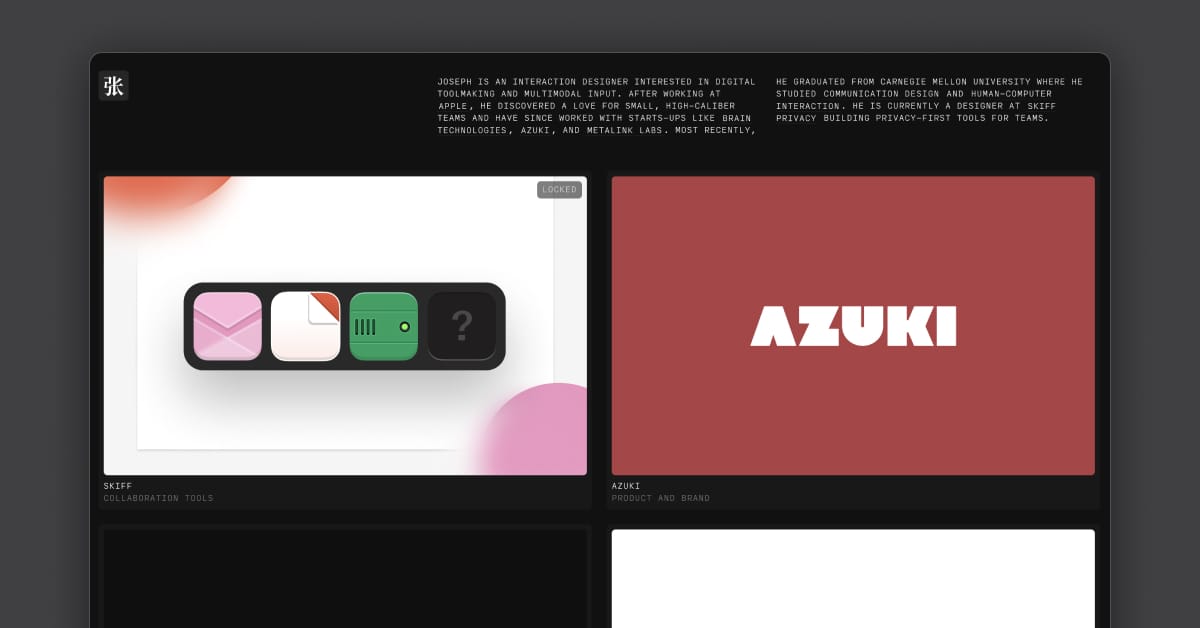 张
JOSEPH IS AN INTERACTION DESIGNER INTERESTED IN DIGITAL
TOOLMAKING AND MULTIMODAL INPUT. AFTER WORKING AT
APPLE, HE DISCOVERED A LOVE FOR SMALL, HIGH-CALIBER
TEAMS AND HAVE SINCE WORKED WITH STARTS-UPS LIKE BRAIN
TECHNOLOGIES, AZUKI, AND METALINK LABS. MOST RECENTLY,
HE GRADUATED FROM CARNEGIE MELLON UNIVERSITY WHERE HE
STUDIED COMMUNICATION DESIGN AND HUMAN-COMPUTER
INTERACTION. HE IS CURRENTLY A DESIGNER AT SKIFF
PRIVACY BUILDING PRIVACY-FIRST TOOLS FOR TEAMS.
LOCKED
?
SKIFF
COLLABORATION TOOLS
AZUKI
AZUKI
PRODUCT AND BRAND